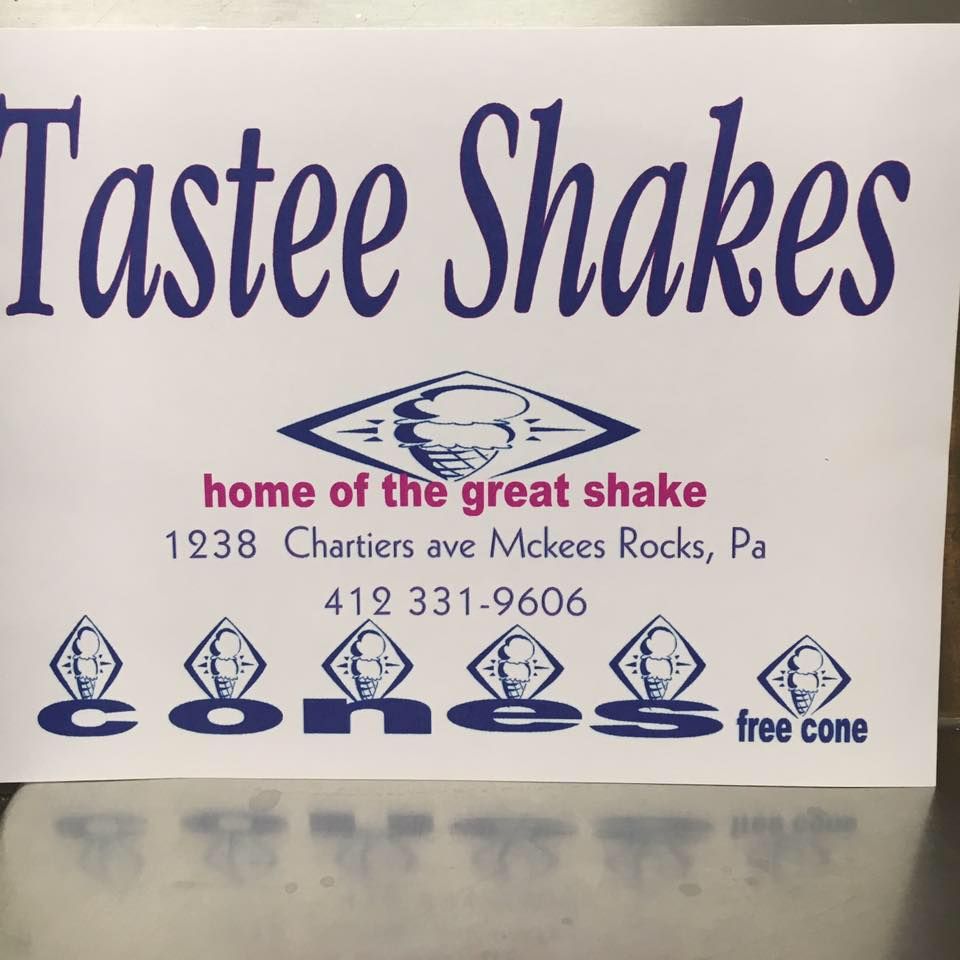 Tastee Shakes
home of the great shake
1238 Chartiers ave Mckees Rocks, Pa
412 331-9606
cones free cone